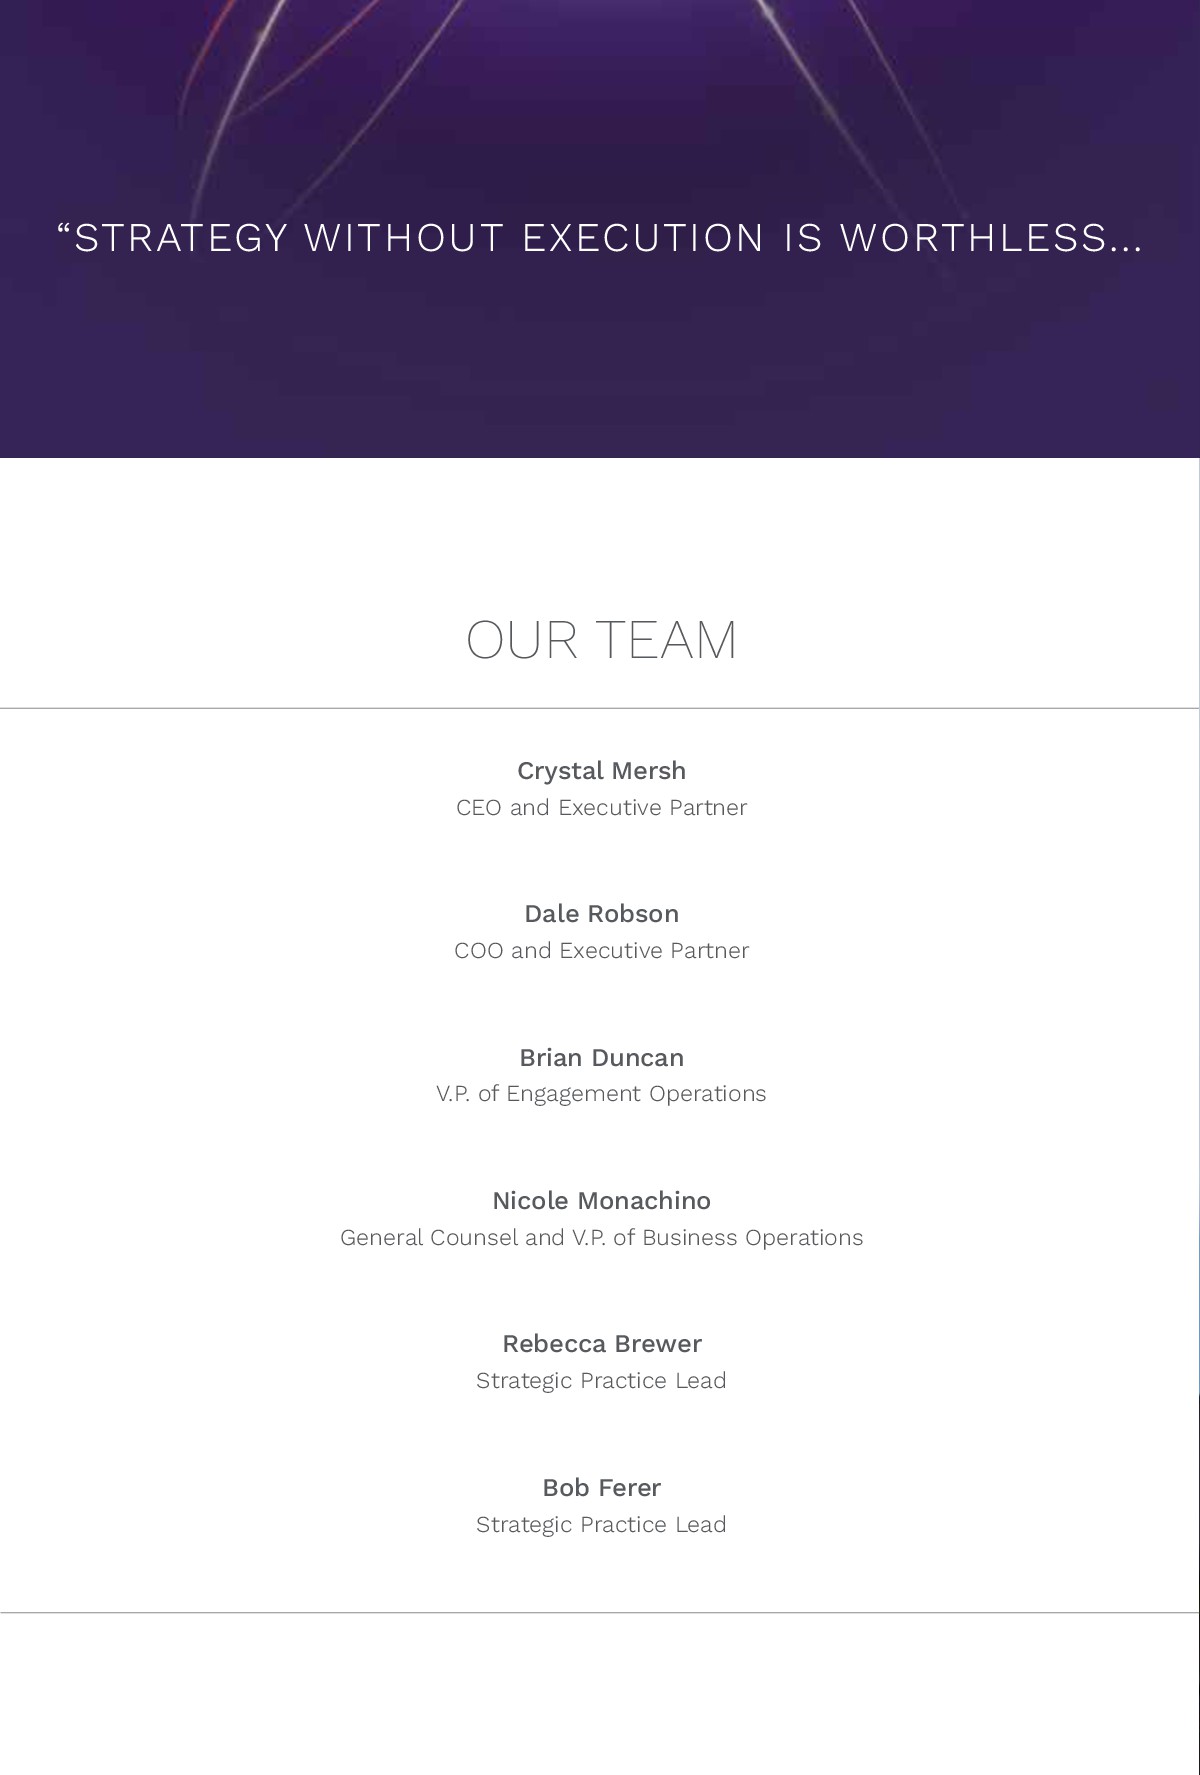 “STRATEGY WITHOUT EXECUTION IS WORTHLESS...
OUR TEAM
Crystal Mersh
CEO and Executive Partner
Dale Robson
COO and Executive Partner
Brian Duncan
V.P. of Engagement Operations
Nicole Monachino
General Counsel and V.P. of Business Operations
Rebecca Brewer
Strategic Practice Lead
Bob Ferer
Strategic Practice Lead